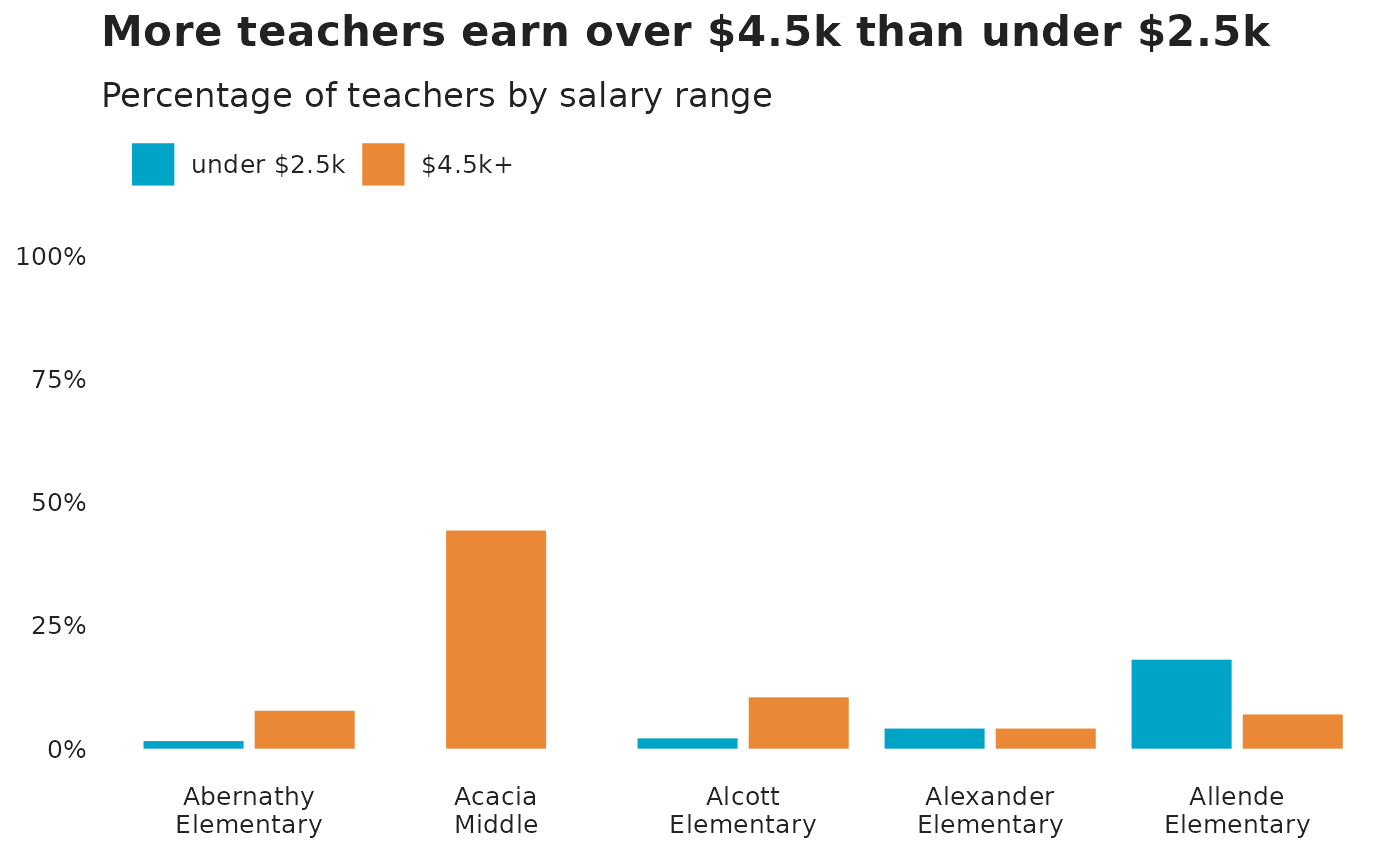 More teachers earn over $4.5k than under $2.5k
Percentage of teachers by salary range
under $2.5k $4.5k+
100%
75%
50%
25%
0%
Abernathy Elementary
Acacia Middle
Alcott Elementary
Alexander Elementary
Allende Elementary